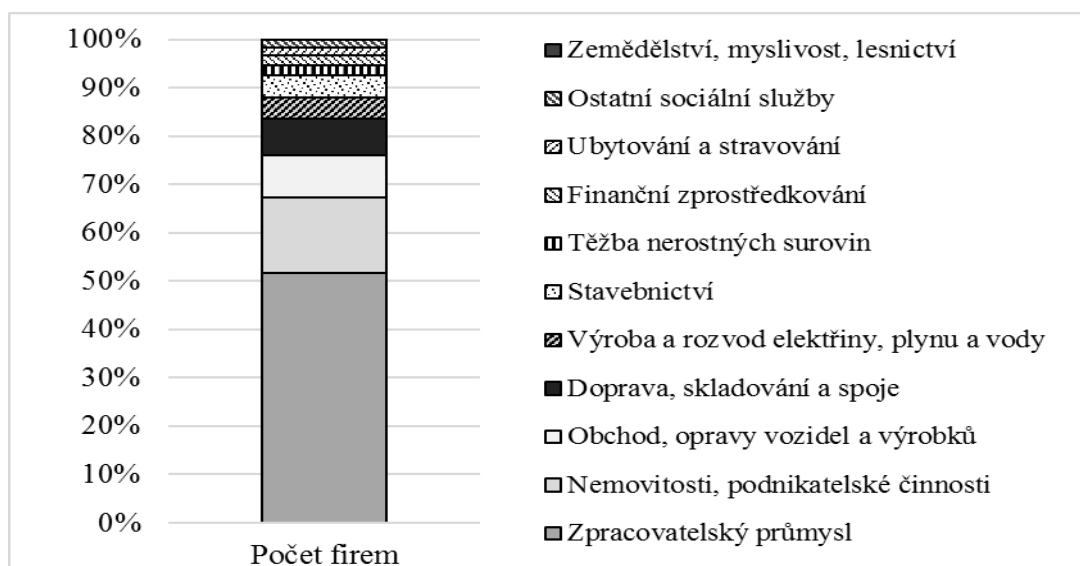 100%
90%
80%
70%
60%
50%
40%
30%
20%
10%
0%
Počet firem
Zemědělství, myslivost, lesnictví
Ostatní sociální služby
Ubytování a stravování
Finanční zprostředkování
Těžba nerostných surovin
Stavebnictví
Výroba a rozvod elektřiny, plynu a vody
Doprava, skladování a spoje
Obchod, opravy vozidel a výrobků
Nemovitosti, podnikatelské činnosti
Zpracovatelský průmysl